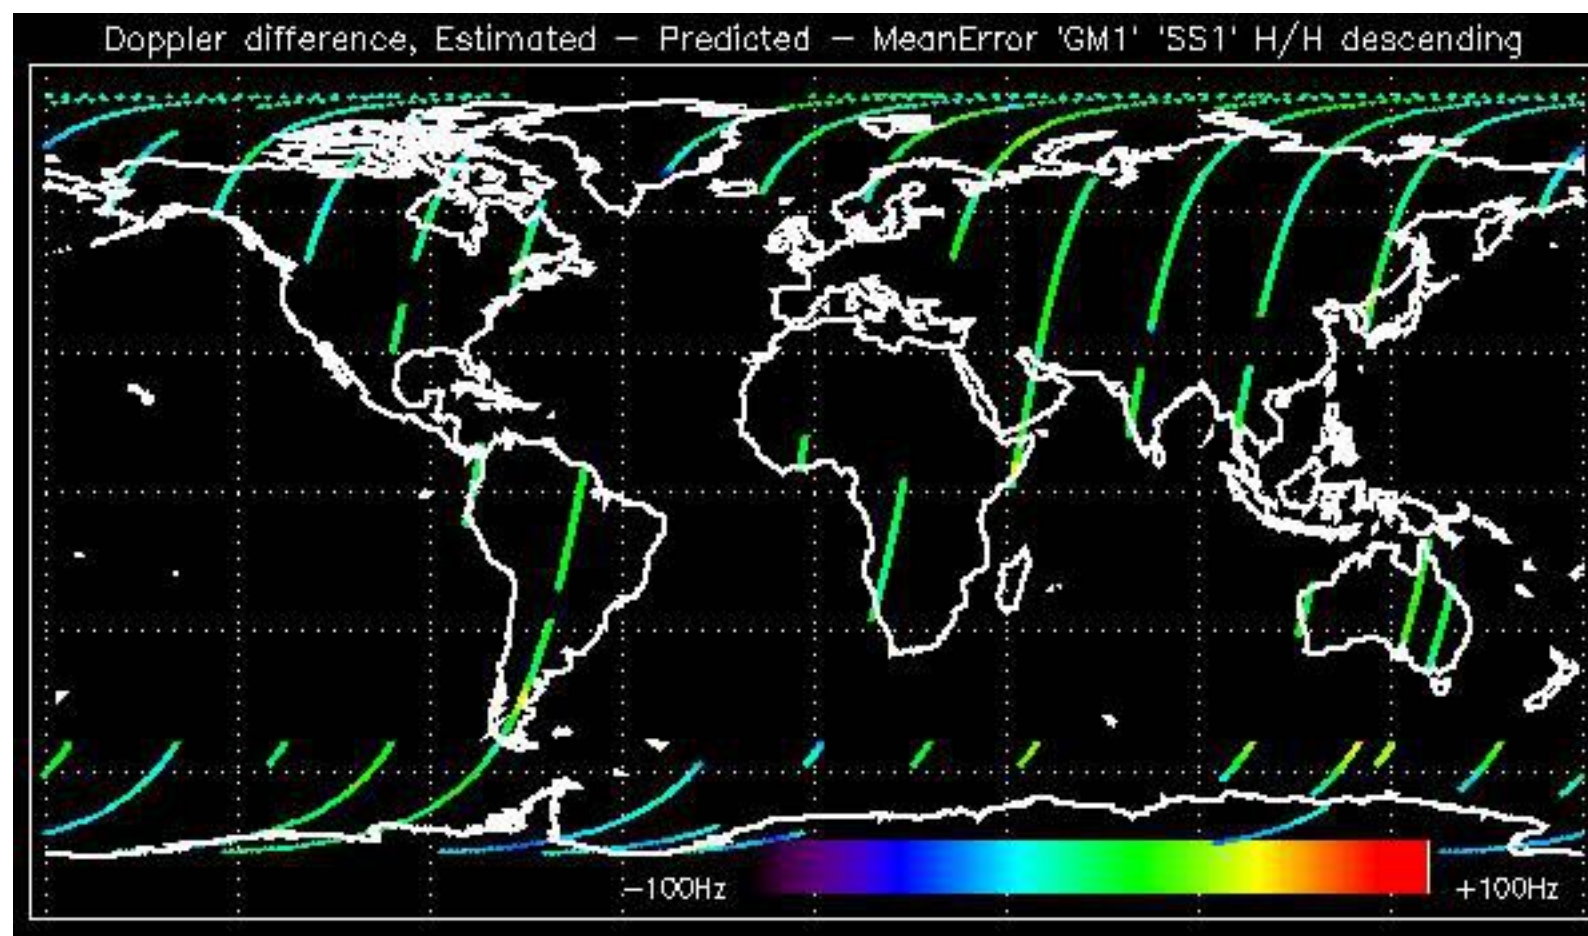 Doppler difference, Estimated − Predicted − MeanError 'GM1' 'SS1' H/H descending
−100Hz
+100Hz